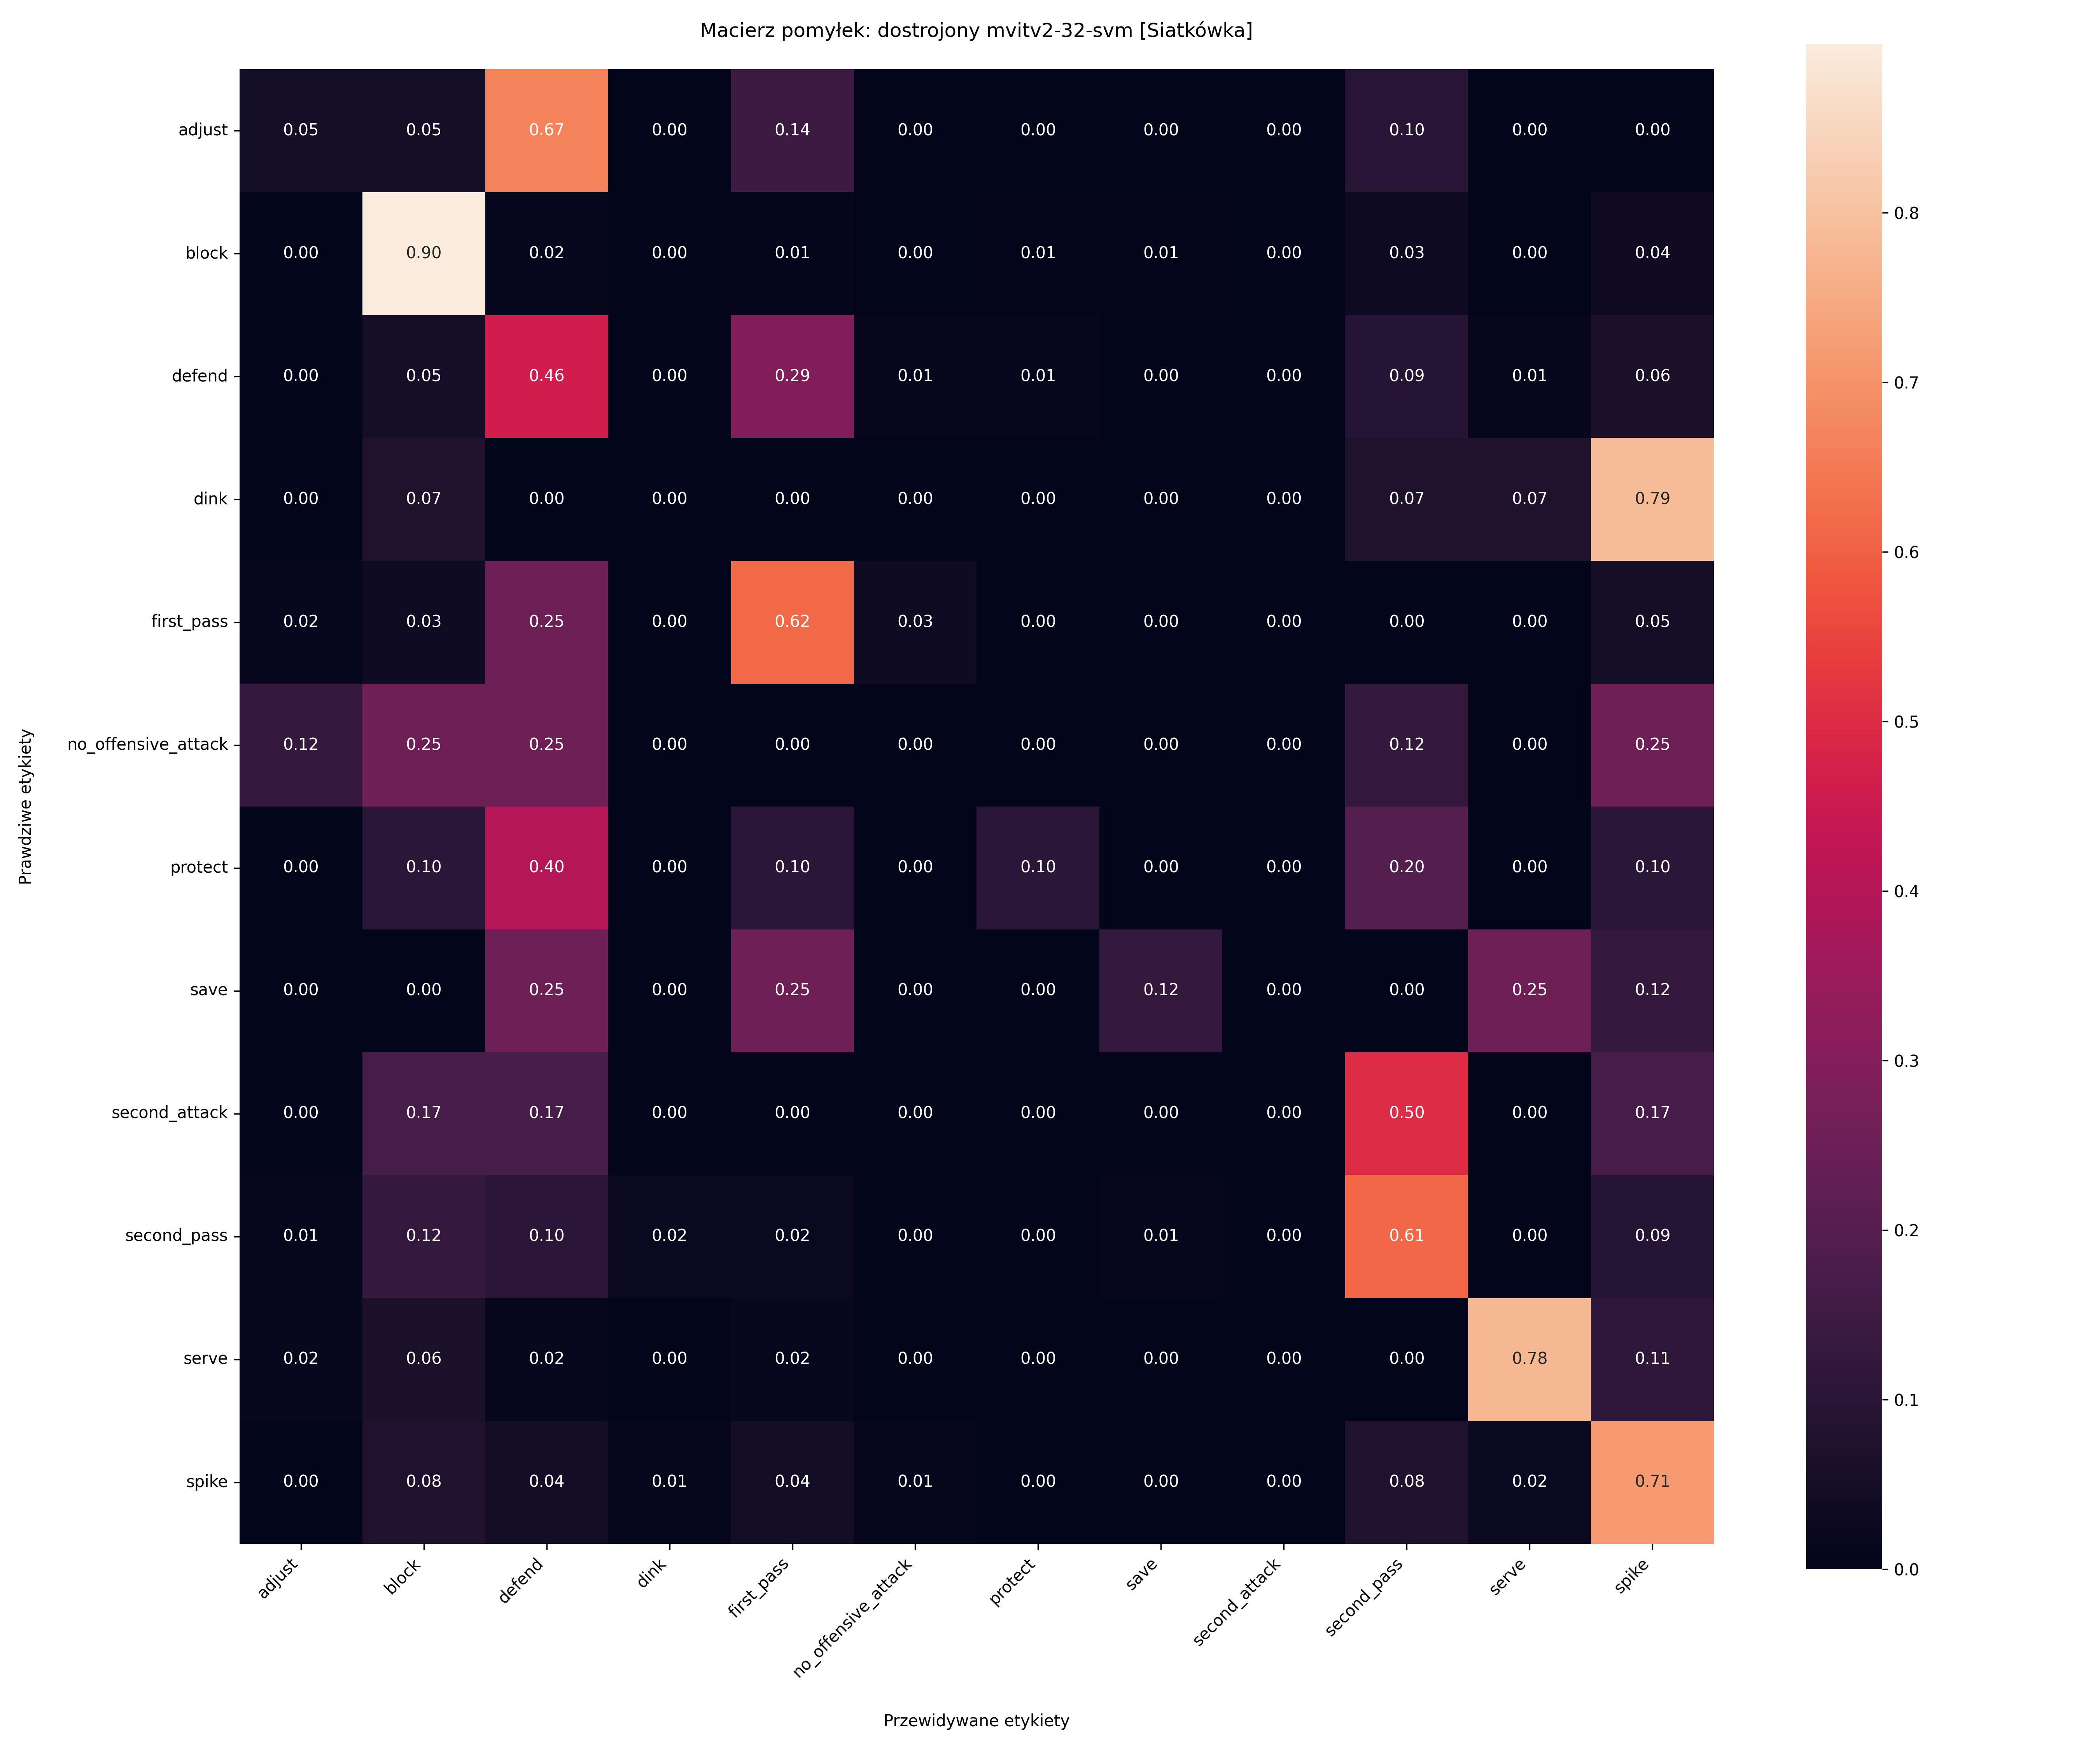 Macierz pomyłek: dostrojony mvitv2-32-svm [Siatkówka]
adjust 0.05 0.05 0.67 0.00 0.14 0.00 0.00 0.00 0.00 0.10 0.00 0.00
block 0.00 0.90 0.02 0.00 0.01 0.00 0.01 0.01 0.00 0.03 0.00 0.04
defend 0.00 0.05 0.46 0.00 0.29 0.01 0.01 0.00 0.00 0.09 0.01 0.06
dink 0.00 0.07 0.00 0.00 0.00 0.00 0.00 0.00 0.00 0.07 0.07 0.79
first_pass 0.02 0.03 0.25 0.00 0.62 0.03 0.00 0.00 0.00 0.00 0.00 0.05
no_offensive_attack 0.12 0.25 0.25 0.00 0.00 0.00 0.00 0.00 0.00 0.12 0.00 0.25
protect 0.00 0.10 0.40 0.00 0.10 0.00 0.10 0.00 0.00 0.20 0.00 0.10
save 0.00 0.00 0.25 0.00 0.25 0.00 0.00 0.12 0.00 0.00 0.25 0.12
second_attack 0.00 0.17 0.17 0.00 0.00 0.00 0.00 0.00 0.00 0.50 0.00 0.17
second_pass 0.01 0.12 0.10 0.02 0.02 0.00 0.00 0.01 0.00 0.61 0.00 0.09
serve 0.02 0.06 0.02 0.00 0.02 0.00 0.00 0.00 0.00 0.00 0.78 0.11
spike 0.00 0.08 0.04 0.01 0.04 0.01 0.00 0.00 0.00 0.08 0.02 0.71
adjust block defend dink first_pass no_offensive_attack protect save second_attack second_pass serve spike
Przewidywane etykiety
Prawdziwe etykiety
0.8
0.7
0.6
0.5
0.4
0.3
0.2
0.1
0.0